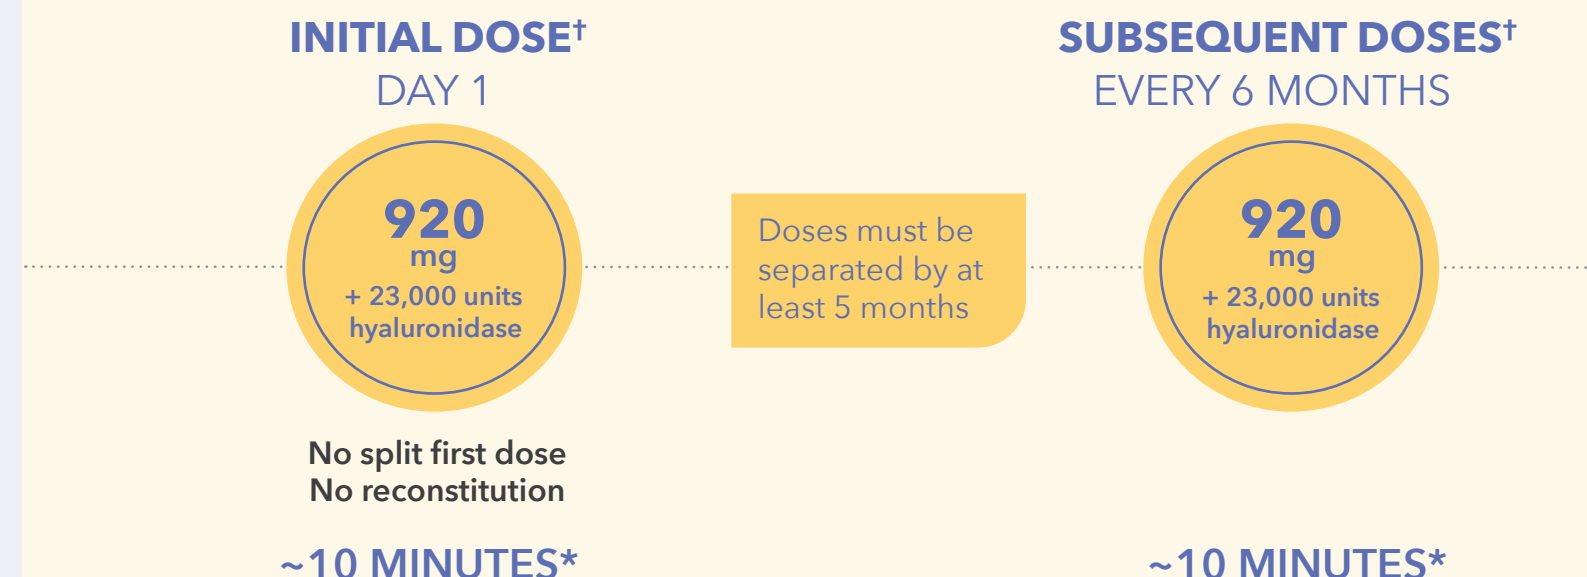 INITIAL DOSE†
DAY 1
920
mg
+ 23,000 units
hyaluronidase
No split first dose
No reconstitution
~10 MINUTES*
Doses must be
separated by at
least 5 months
SUBSEQUENT DOSES†
EVERY 6 MONTHS
920
mg
+ 23,000 units
hyaluronidase
~10 MINUTES*